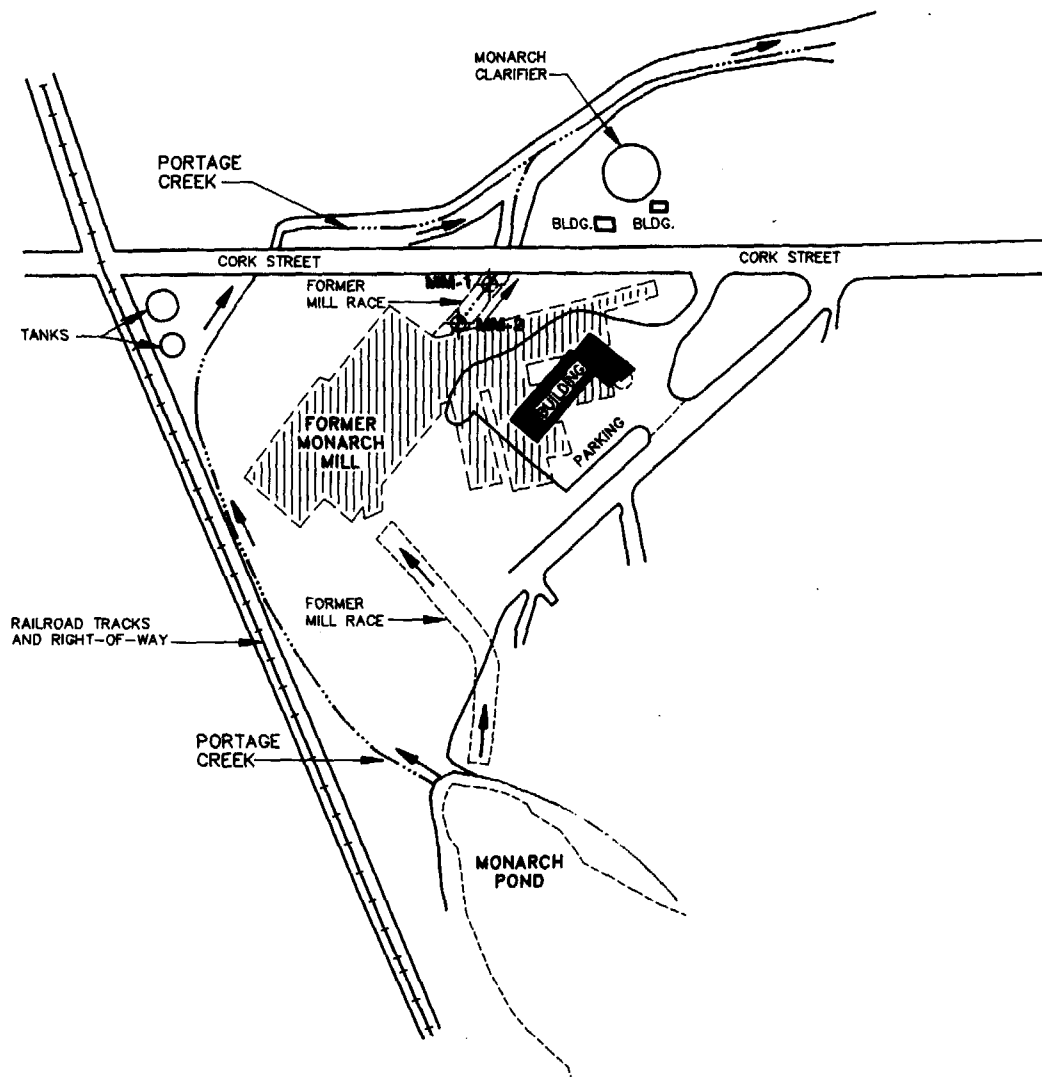 MONARCH
CLARIFIER
PORTAGE
CREEK
BLDG.
BLDG.
CORK STREET
CORK STREET
FORMER
MILL RACE
MM-1
TANKS
MM-2
BUILDING
FORMER
MONARCH
MILL
PARKING
FORMER
MILL RACE
RAILROAD TRACKS
AND RIGHT-OF-WAY
PORTAGE
CREEK
MONARCH
POND